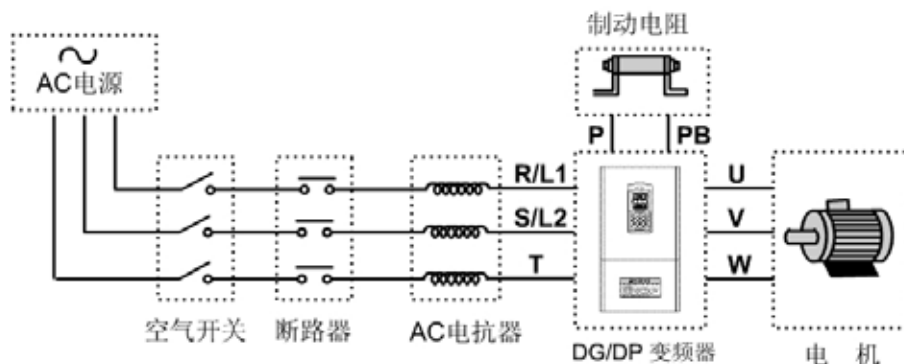 制动电阻
AC电源
P
PB
R/L1
U
S/L2
V
T
W
空气开关
断路器
AC电抗器
DG/DP 变频器
电 机